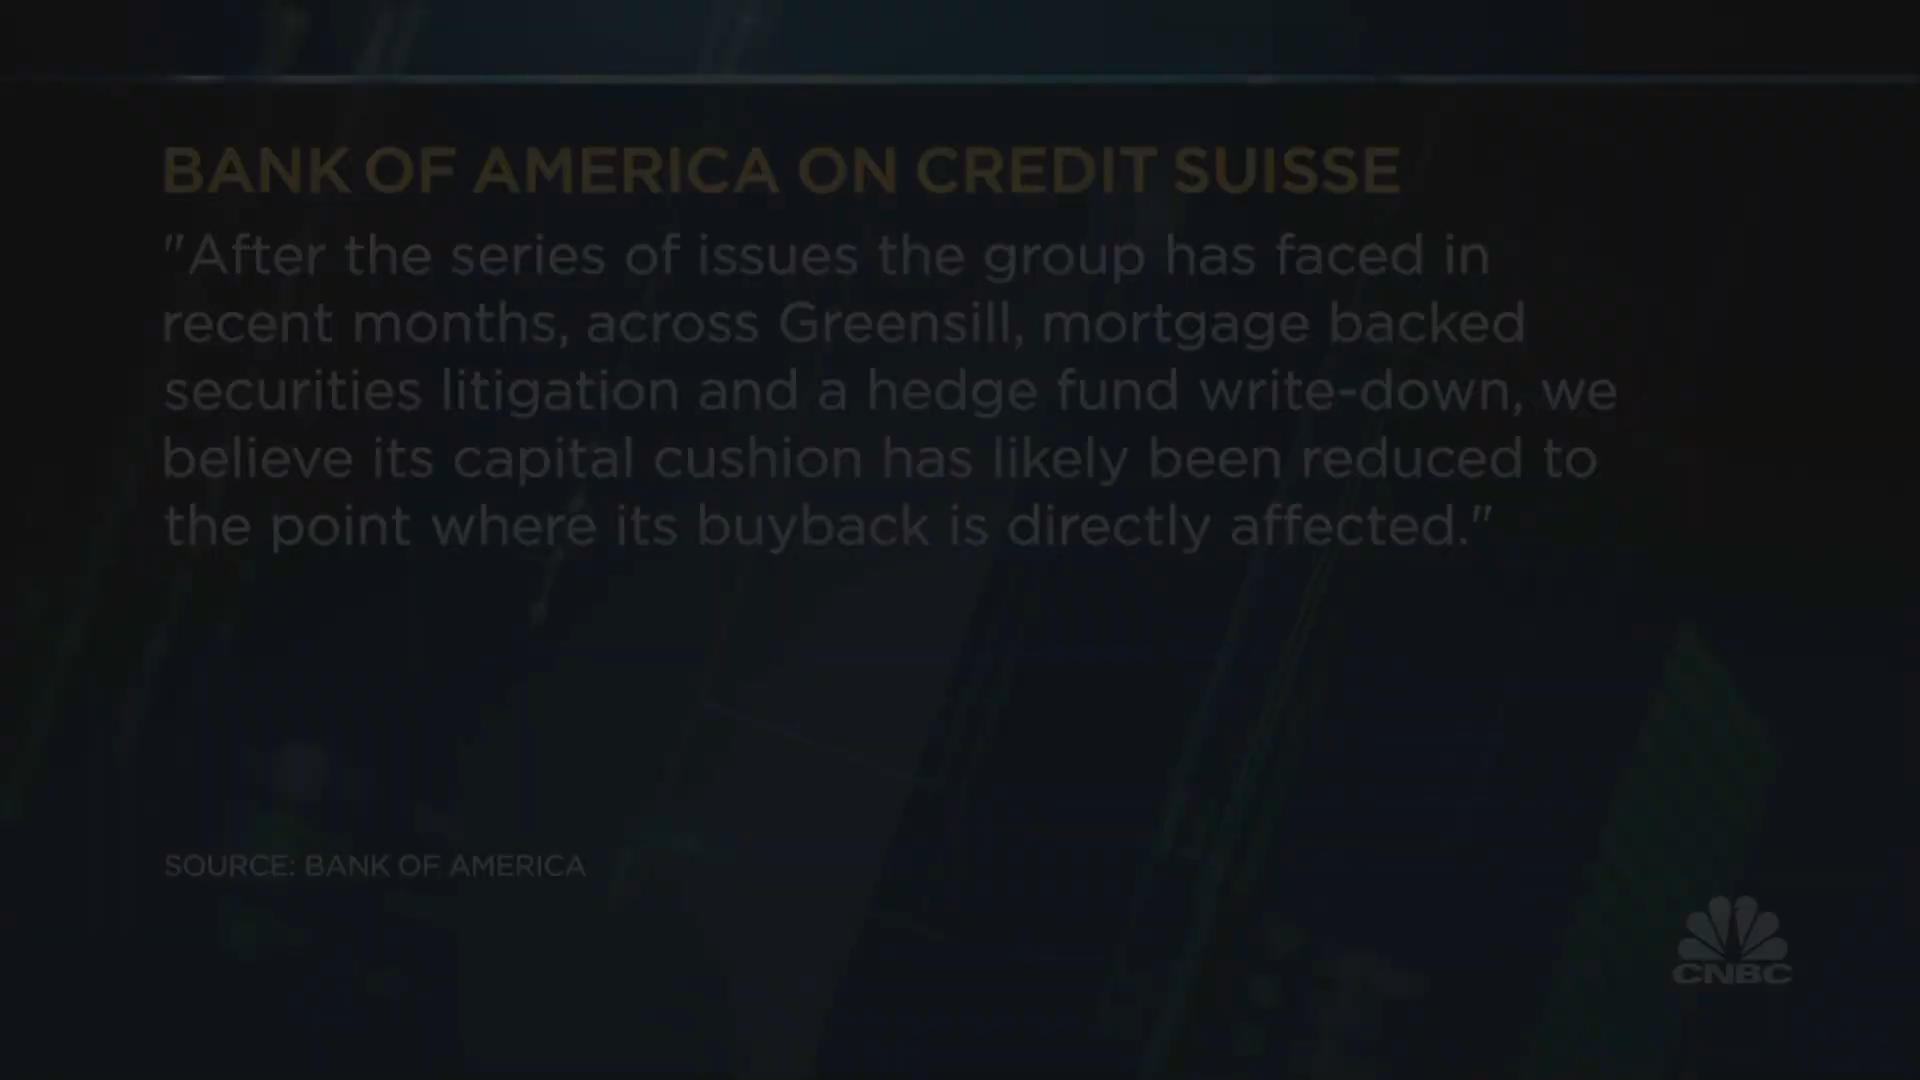 BANK OF AMERICA ON CREDIT SUISSE
"After the series of issues the group has faced in
recent months, across Greensill, mortgage backed
securities litigation and a hedge fund write-down, we
believe its capital cushion has likely been reduced to
the point where its buyback is directly affected."
SOURCE: BANK OF AMERICA
CNBC